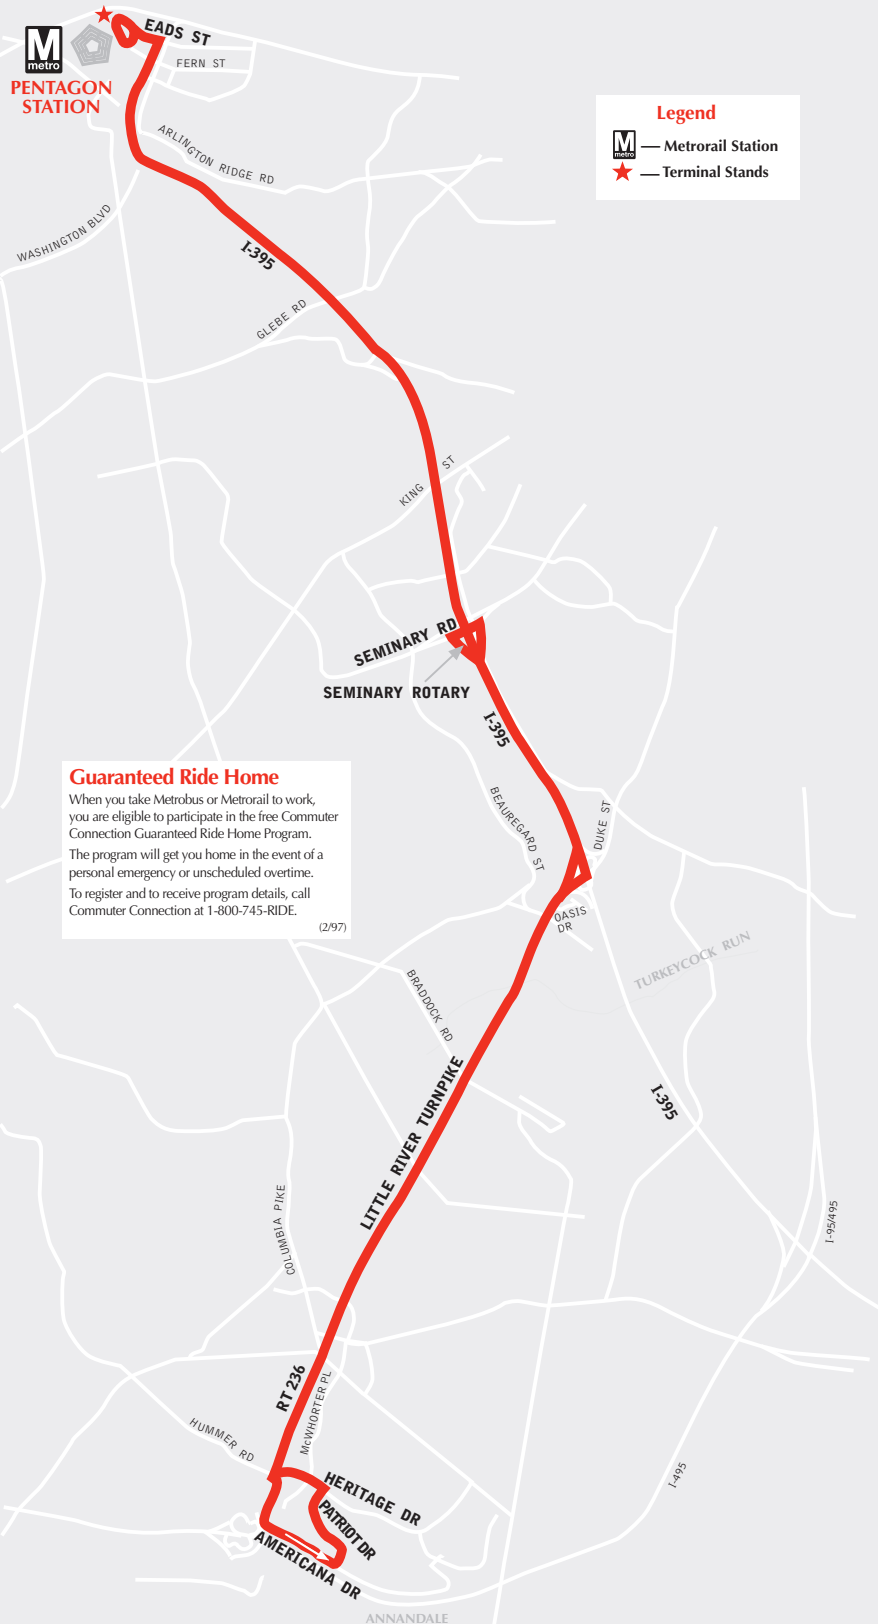 EADS ST
M
metro
FERN ST
PENTAGON
STATION
Legend
M
metro
— Metrorail Station
— Terminal Stands
ARLINGTON RIDGE RD
WASHINGTON BLVD
I-395
GLEBE RD
KING ST
SEMINARY RD
SEMINARY ROTARY
I-395
Guaranteed Ride Home
When you take Metrobus or Metrorail to work,
you are eligible to participate in the free Commuter
Connection Guaranteed Ride Home Program.
The program will get you home in the event of a
personal emergency or unscheduled overtime.
To register and to receive program details, call
Commuter Connection at 1-800-745-RIDE.
(2/97)
BEAUREGARD ST
DUKE ST
OASIS
DR
TURKEYCOCK RUN
BRADDOCK RD
LITTLE RIVER TURNPIKE
I-395
COLUMBIA PIKE
I-95/495
RT 236
McWHORTER PL
HUMMER RD
I-495
HERITAGE DR
PATRIOT DR
AMERICANA DR
ANNANDALE